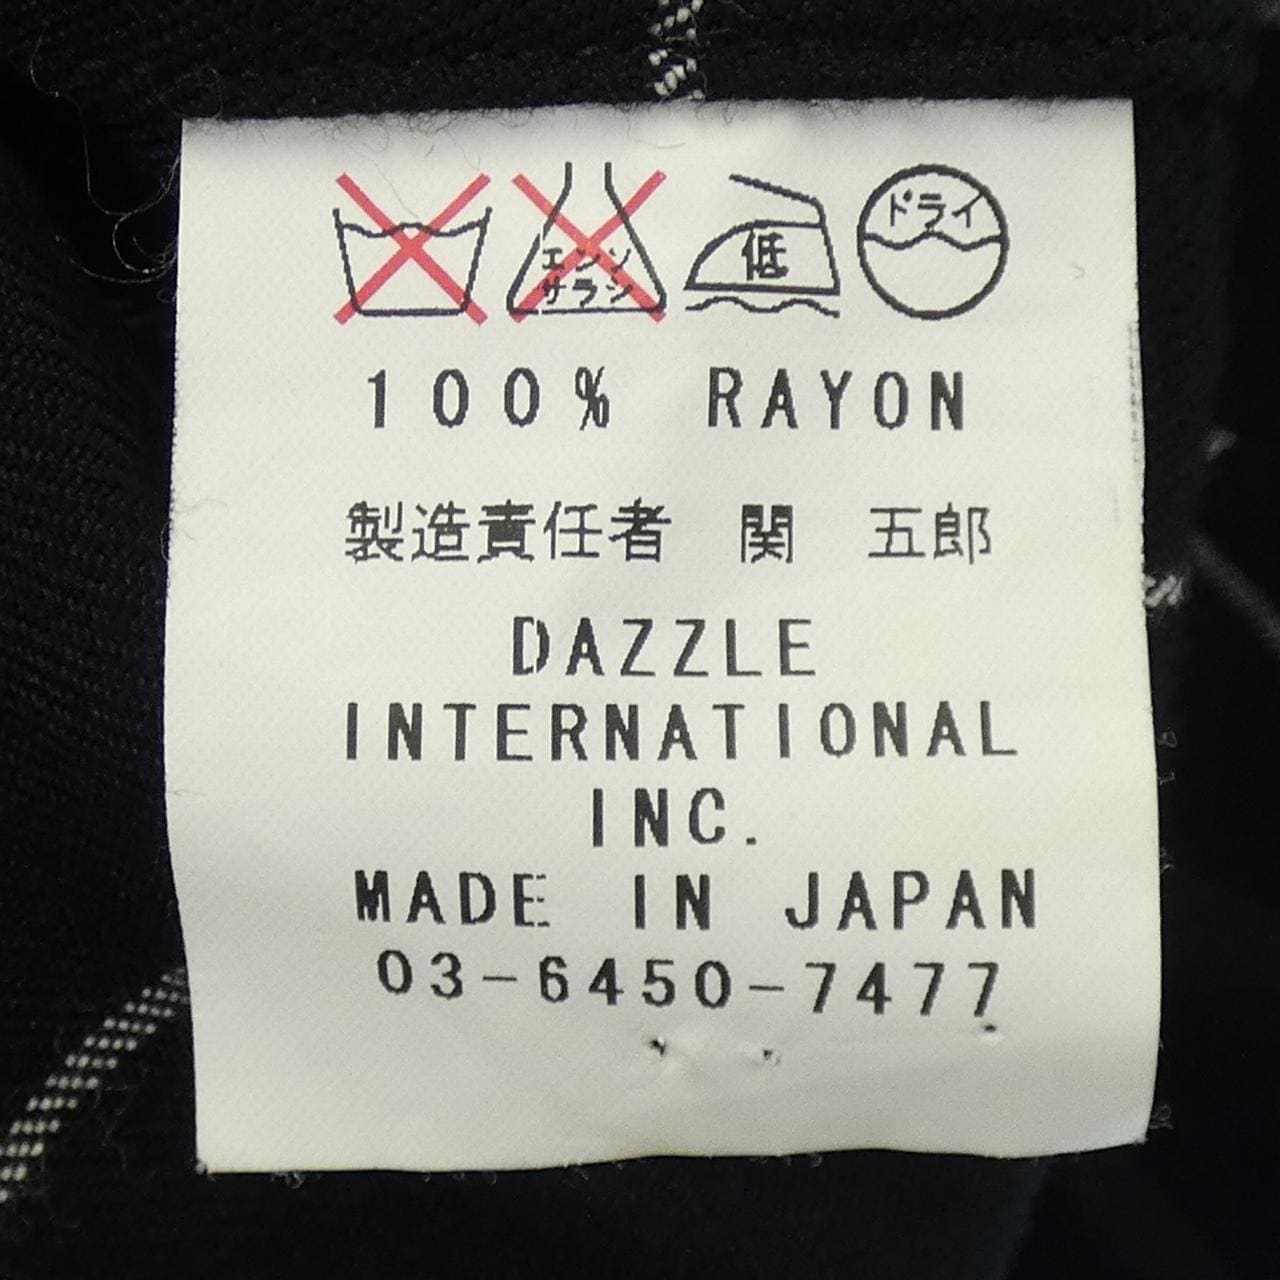 エンソ
サラシ
低
ドライ
100% RAYON
製造責任者 関 五郎
DAZZLE
INTERNATIONAL
INC.
MADE IN JAPAN
03-6450-7477